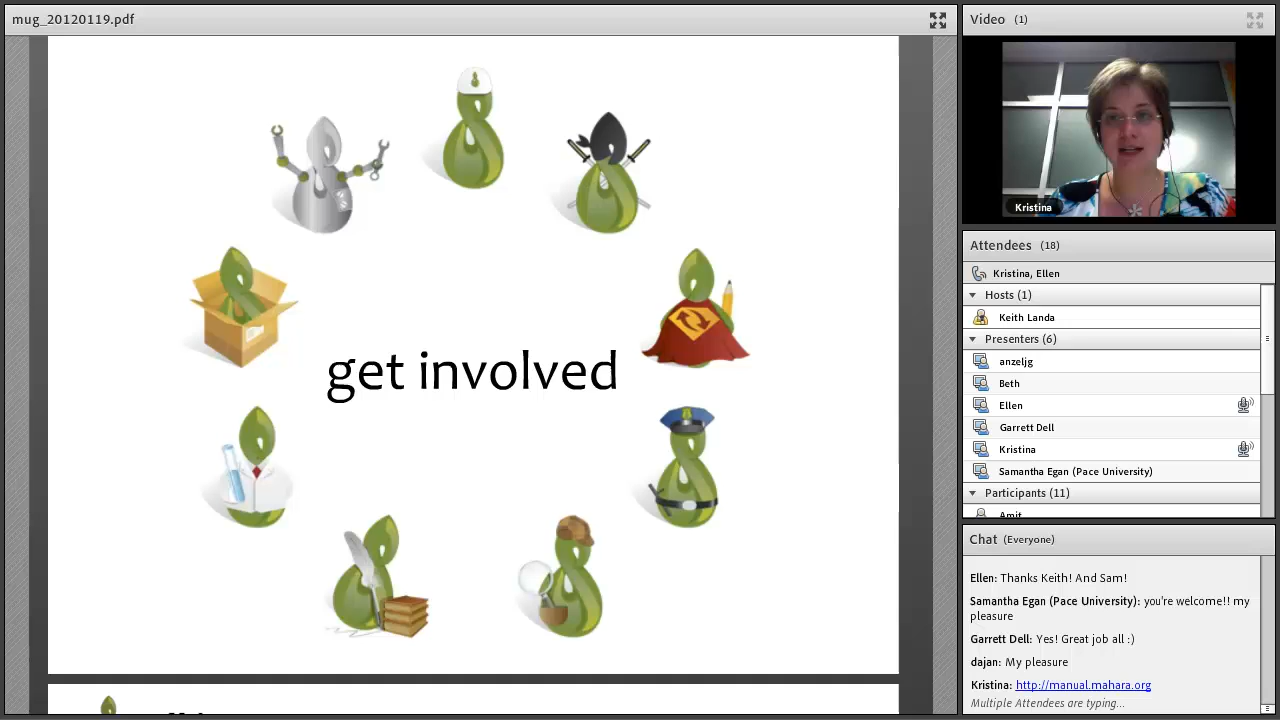 mug_20120119.pdf
get involved
Video (1)
Kristina
Attendees (18)
Kristina, Ellen
Hosts (1)
Keith Landa
Presenters (6)
anzeljg
Beth
Ellen
Garrett Dell
Kristina
Samantha Egan (Pace University)
Participants (11)
Amit
Chat (Everyone)
Ellen: Thanks Keith! And Sam!
Samantha Egan (Pace University): you're welcome!! my
pleasure
Garrett Dell: Yes! Great job all :)
dajan: My pleasure
Kristina: http://manual.mahara.org
Multiple Attendees are typing...